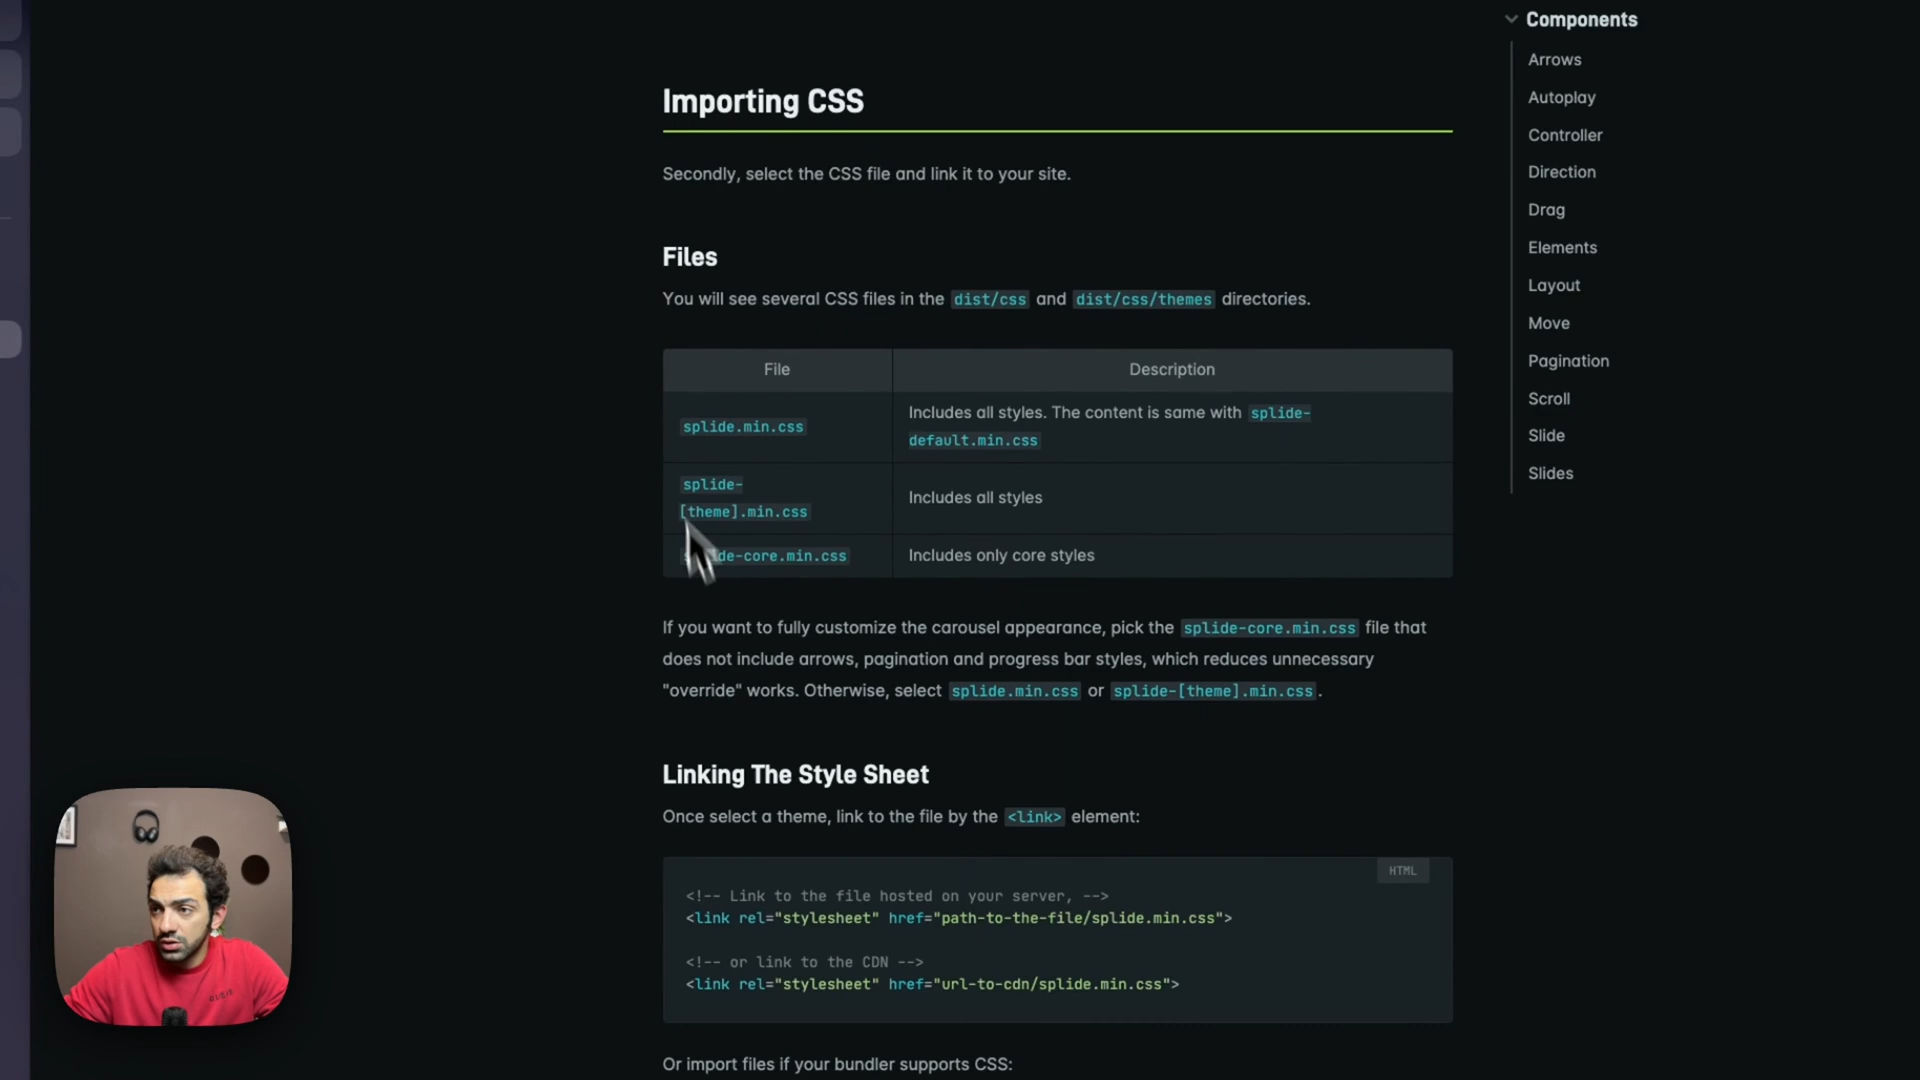 Components
Arrows
Autoplay
Controller
Direction
Drag
Elements
Layout
Move
Pagination
Scroll
Slide
Slides
Importing CSS
Secondly, select the CSS file and link it to your site.
Files
You will see several CSS files in the dist/css and dist/css/themes directories.
File Description
splide.min.css Includes all styles. The content is same with splide-
default.min.css
splide-
[theme].min.css Includes all styles
de-core.min.css Includes only core styles
If you want to fully customize the carousel appearance, pick the splide-core.min.css file that
does not include arrows, pagination and progress bar styles, which reduces unnecessary
"override" works. Otherwise, select splide.min.css or splide-[theme].min.css.
Linking The Style Sheet
Once select a theme, link to the file by the <link> element:
HTML
<!-- Link to the file hosted on your server, -->
<link rel="stylesheet" href="path-to-the-file/splide.min.css">
<!-- or link to the CDN -->
<link rel="stylesheet" href="url-to-cdn/splide.min.css">
Or import files if your bundler supports CSS: